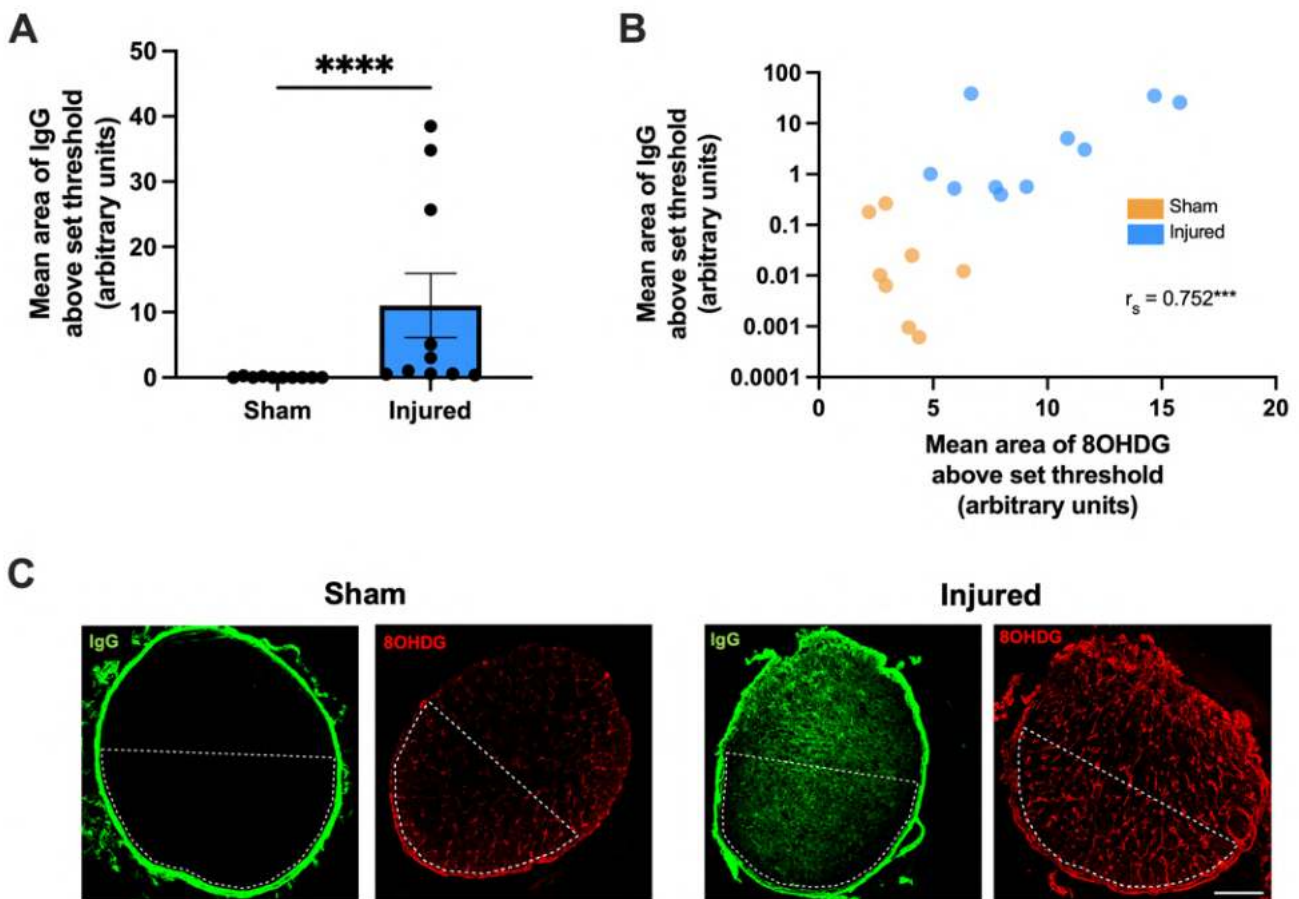 A
Mean area of IgG
above set threshold
(arbitrary units)
50
40
30
20
10
0
****
Sham
Injured
B
Mean area of IgG
above set threshold
(arbitrary units)
100
10
1
0.1
0.01
0.001
0.0001
Sham
Injured
rs = 0.752***
0
5
10
15
20
Mean area of 8OHDG
above set threshold
(arbitrary units)
C
Sham
Injured
IgG
8OHDG
IgG
8OHDG